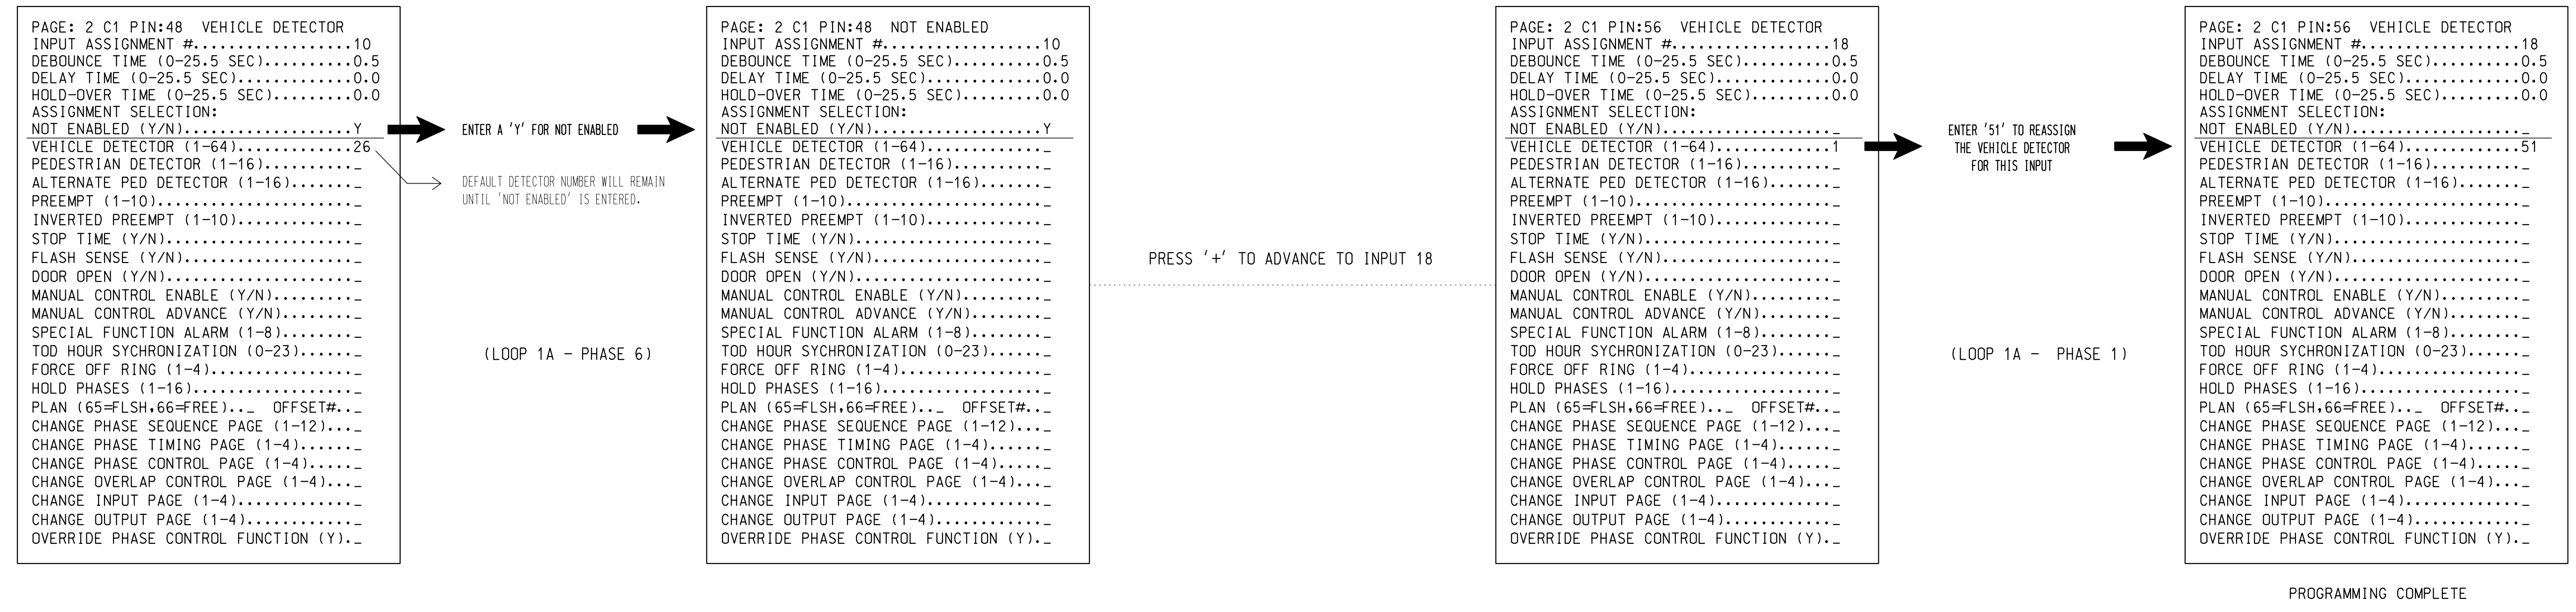 PAGE: 2 C1 PIN:48  VEHICLE DETECTOR
INPUT ASSIGNMENT #..................10
DEBOUNCE TIME (0-25.5 SEC)..........0.5
DELAY TIME (0-25.5 SEC).............0.0
HOLD-OVER TIME (0-25.5 SEC).........0.0
ASSIGNMENT SELECTION:
NOT ENABLED (Y/N)...................Y
VEHICLE DETECTOR (1-64).............26
PEDESTRIAN DETECTOR (1-16).........._
ALTERNATE PED DETECTOR (1-16)......._
PREEMPT (1-10)......................_
INVERTED PREEMPT (1-10)............._
STOP TIME (Y/N)....................._
FLASH SENSE (Y/N)..................._
DOOR OPEN (Y/N)....................._
MANUAL CONTROL ENABLE (Y/N)........._
MANUAL CONTROL ADVANCE (Y/N)........_
SPECIAL FUNCTION ALARM (1-8)........_
TOD HOUR SYCHRONIZATION (0-23)......_
FORCE OFF RING (1-4)................_
HOLD PHASES (1-16).................._
PLAN (65=FLSH,66=FREE).._  OFFSET#.._
CHANGE PHASE SEQUENCE PAGE (1-12)..._
CHANGE PHASE TIMING PAGE (1-4)......_
CHANGE PHASE CONTROL PAGE (1-4)....._
CHANGE OVERLAP CONTROL PAGE (1-4)..._
CHANGE INPUT PAGE (1-4)............._
CHANGE OUTPUT PAGE (1-4)............_
OVERRIDE PHASE CONTROL FUNCTION (Y)._
ENTER A 'Y' FOR NOT ENABLED
DEFAULT DETECTOR NUMBER WILL REMAIN
UNTIL 'NOT ENABLED' IS ENTERED.
(LOOP 1A - PHASE 6)
PAGE: 2 C1 PIN:48  NOT ENABLED
INPUT ASSIGNMENT #..................10
DEBOUNCE TIME (0-25.5 SEC)..........0.5
DELAY TIME (0-25.5 SEC).............0.0
HOLD-OVER TIME (0-25.5 SEC).........0.0
ASSIGNMENT SELECTION:
NOT ENABLED (Y/N)...................Y
VEHICLE DETECTOR (1-64)............._
PEDESTRIAN DETECTOR (1-16).........._
ALTERNATE PED DETECTOR (1-16)......._
PREEMPT (1-10)......................_
INVERTED PREEMPT (1-10)............._
STOP TIME (Y/N)....................._
FLASH SENSE (Y/N)..................._
DOOR OPEN (Y/N)....................._
MANUAL CONTROL ENABLE (Y/N)........._
MANUAL CONTROL ADVANCE (Y/N)........_
SPECIAL FUNCTION ALARM (1-8)........_
TOD HOUR SYCHRONIZATION (0-23)......_
FORCE OFF RING (1-4)................_
HOLD PHASES (1-16).................._
PLAN (65=FLSH,66=FREE).._  OFFSET#.._
CHANGE PHASE SEQUENCE PAGE (1-12)..._
CHANGE PHASE TIMING PAGE (1-4)......_
CHANGE PHASE CONTROL PAGE (1-4)....._
CHANGE OVERLAP CONTROL PAGE (1-4)..._
CHANGE INPUT PAGE (1-4)............._
CHANGE OUTPUT PAGE (1-4)............_
OVERRIDE PHASE CONTROL FUNCTION (Y)._
PRESS '+' TO ADVANCE TO INPUT 18
PAGE: 2 C1 PIN:56  VEHICLE DETECTOR
INPUT ASSIGNMENT #..................18
DEBOUNCE TIME (0-25.5 SEC)..........0.5
DELAY TIME (0-25.5 SEC).............0.0
HOLD-OVER TIME (0-25.5 SEC).........0.0
ASSIGNMENT SELECTION:
NOT ENABLED (Y/N)..................._
VEHICLE DETECTOR (1-64).............1
PEDESTRIAN DETECTOR (1-16).........._
ALTERNATE PED DETECTOR (1-16)......._
PREEMPT (1-10)......................_
INVERTED PREEMPT (1-10)............._
STOP TIME (Y/N)....................._
FLASH SENSE (Y/N)..................._
DOOR OPEN (Y/N)....................._
MANUAL CONTROL ENABLE (Y/N)........._
MANUAL CONTROL ADVANCE (Y/N)........_
SPECIAL FUNCTION ALARM (1-8)........_
TOD HOUR SYCHRONIZATION (0-23)......_
FORCE OFF RING (1-4)................_
HOLD PHASES (1-16).................._
PLAN (65=FLSH,66=FREE).._  OFFSET#.._
CHANGE PHASE SEQUENCE PAGE (1-12)..._
CHANGE PHASE TIMING PAGE (1-4)......_
CHANGE PHASE CONTROL PAGE (1-4)....._
CHANGE OVERLAP CONTROL PAGE (1-4)..._
CHANGE INPUT PAGE (1-4)............._
CHANGE OUTPUT PAGE (1-4)............_
OVERRIDE PHASE CONTROL FUNCTION (Y)._
ENTER '51' TO REASSIGN
THE VEHICLE DETECTOR
FOR THIS INPUT
(LOOP 1A -  PHASE 1)
PAGE: 2 C1 PIN:56  VEHICLE DETECTOR
INPUT ASSIGNMENT #..................18
DEBOUNCE TIME (0-25.5 SEC)..........0.5
DELAY TIME (0-25.5 SEC).............0.0
HOLD-OVER TIME (0-25.5 SEC).........0.0
ASSIGNMENT SELECTION:
NOT ENABLED (Y/N)..................._
VEHICLE DETECTOR (1-64).............51
PEDESTRIAN DETECTOR (1-16).........._
ALTERNATE PED DETECTOR (1-16)......._
PREEMPT (1-10)......................_
INVERTED PREEMPT (1-10)............._
STOP TIME (Y/N)....................._
FLASH SENSE (Y/N)..................._
DOOR OPEN (Y/N)....................._
MANUAL CONTROL ENABLE (Y/N)........._
MANUAL CONTROL ADVANCE (Y/N)........_
SPECIAL FUNCTION ALARM (1-8)........_
TOD HOUR SYCHRONIZATION (0-23)......_
FORCE OFF RING (1-4)................_
HOLD PHASES (1-16).................._
PLAN (65=FLSH,66=FREE).._  OFFSET#.._
CHANGE PHASE SEQUENCE PAGE (1-12)..._
CHANGE PHASE TIMING PAGE (1-4)......_
CHANGE PHASE CONTROL PAGE (1-4)....._
CHANGE OVERLAP CONTROL PAGE (1-4)..._
CHANGE INPUT PAGE (1-4)............._
CHANGE OUTPUT PAGE (1-4)............_
OVERRIDE PHASE CONTROL FUNCTION (Y)._
PROGRAMMING COMPLETE